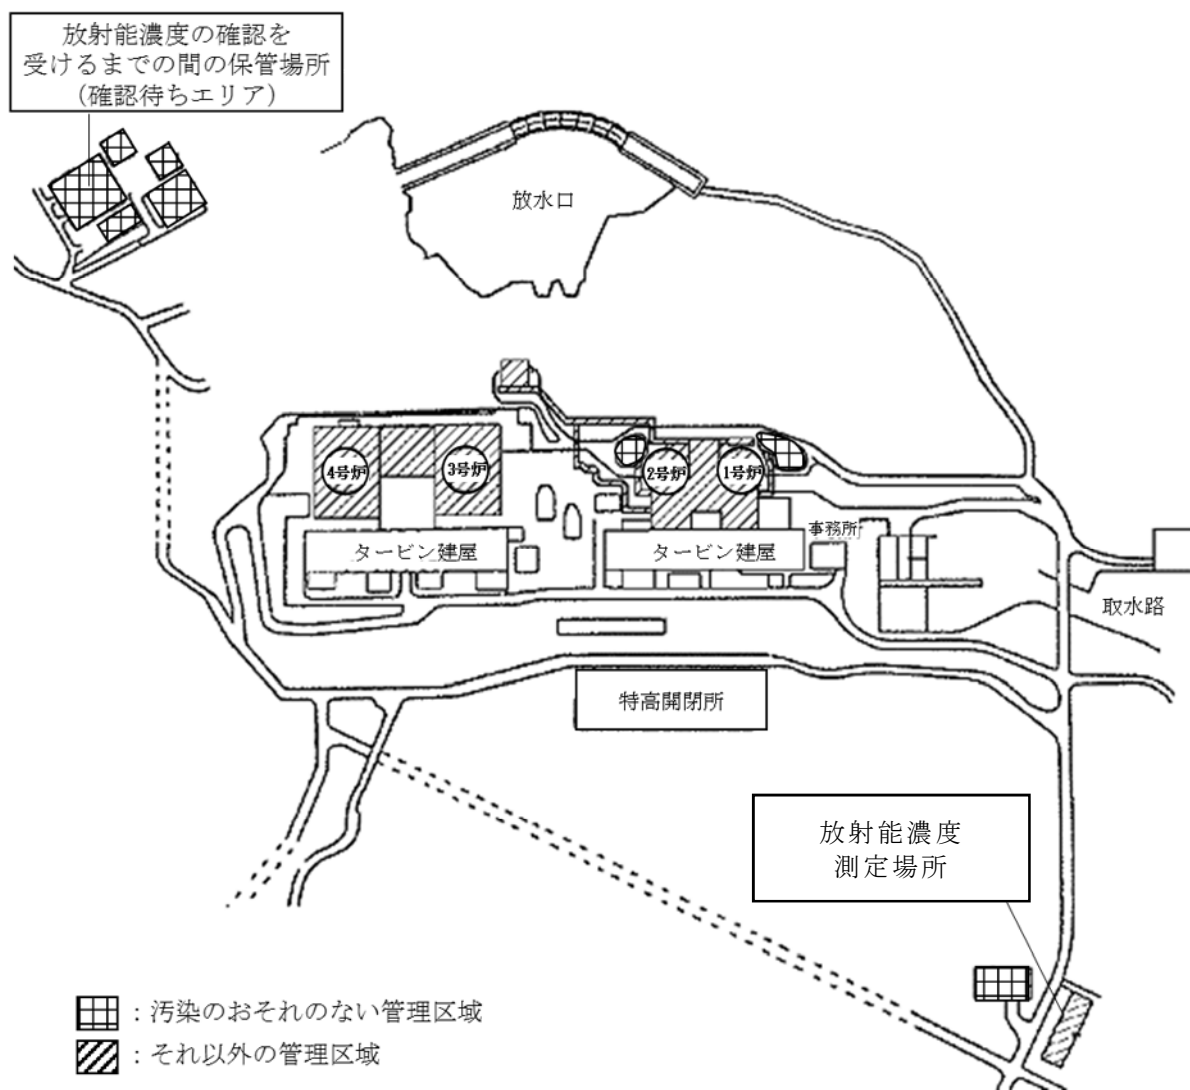 放射能濃度の確認を
受けるまでの間の保管場所
（確認待ちエリア）
放水口
4号炉
3号炉
2号炉
1号炉
事務所
タービン建屋
タービン建屋
取水路
特高開閉所
放射能濃度
測定場所
：汚染のおそれのない管理区域
：それ以外の管理区域